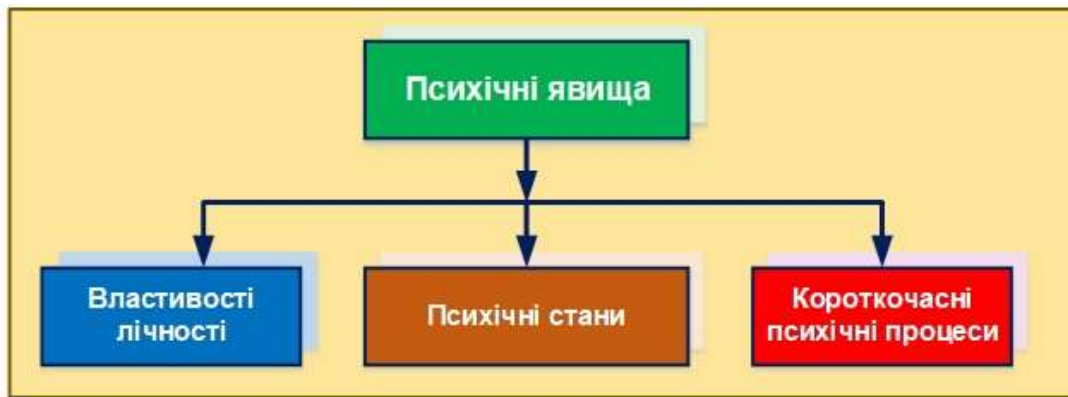 Психічні явища
Властивості
лічності
Психічні стани
Короткочасні
психічні процеси